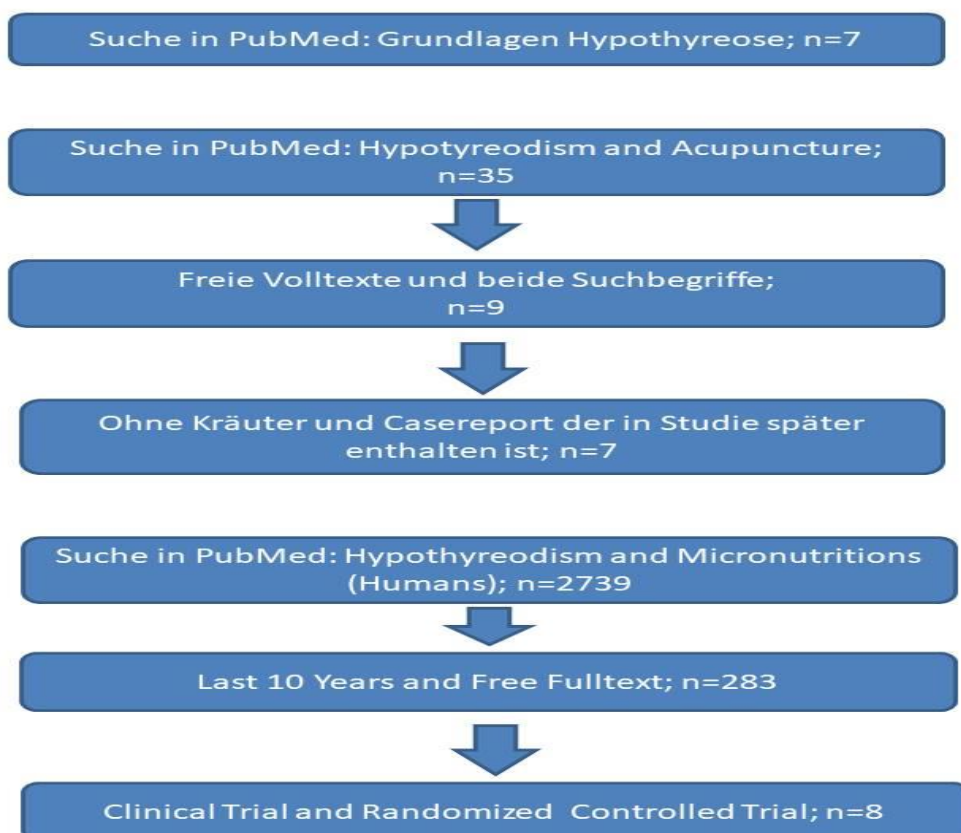 Suche in PubMed: Grundlagen Hypothyreose; n=7
Suche in PubMed: Hypotyreodism and Acupuncture;
n=35
Freie Volltexte und beide Suchbegriffe;
n=9
Ohne Kräuter und Casereport der in Studie später
enthalten ist; n=7
Suche in PubMed: Hypothyreodism and Micronutritions
(Humans); n=2739
Last 10 Years and Free Fulltext; n=283
Clinical Trial and Randomized Controlled Trial; n=8